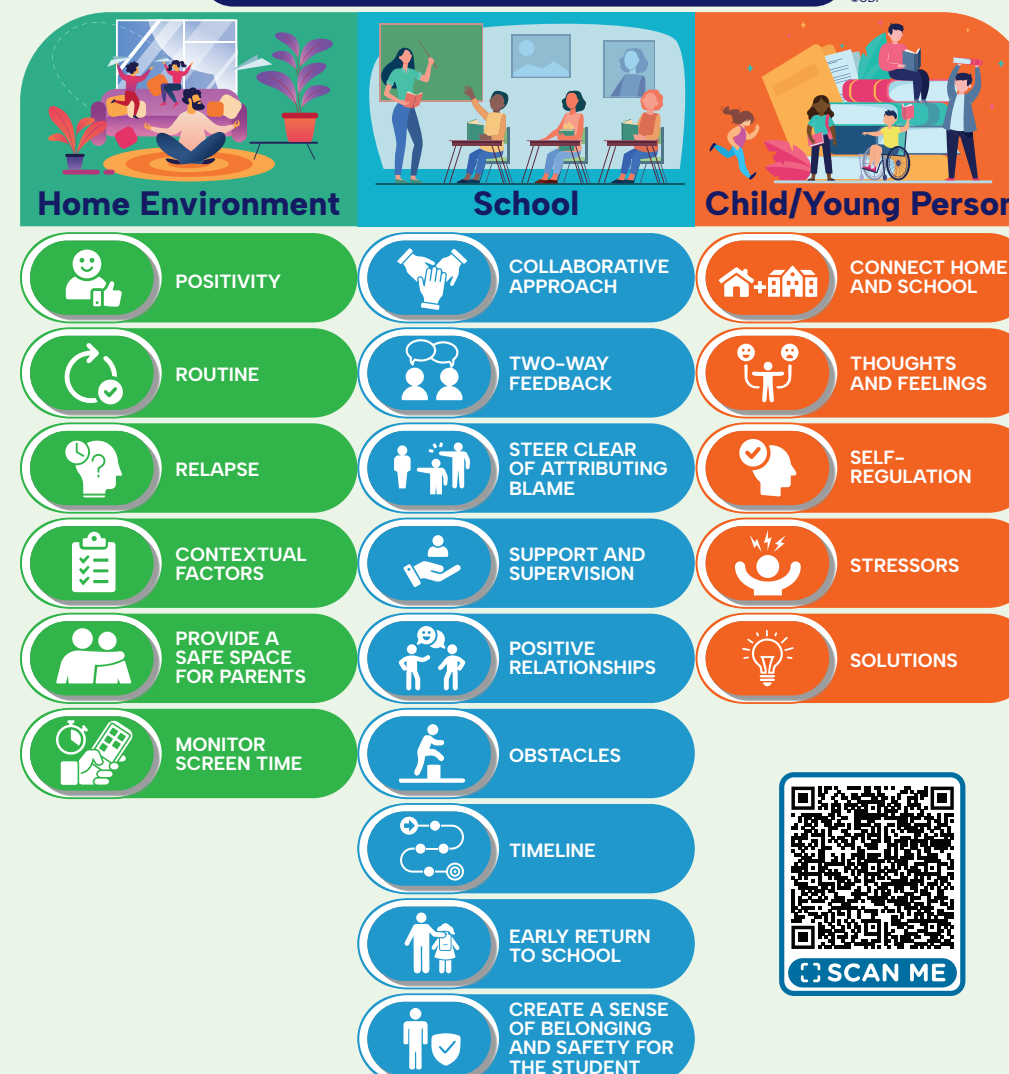 Home Environment
POSITIVITY
ROUTINE
RELAPSE
CONTEXTUAL
FACTORS
PROVIDE A
SAFE SPACE
FOR PARENTS
MONITOR
SCREEN TIME
School
COLLABORATIVE
APPROACH
TWO-WAY
FEEDBACK
STEER CLEAR
OF ATTRIBUTING
BLAME
SUPPORT AND
SUPERVISION
POSITIVE
RELATIONSHIPS
OBSTACLES
TIMELINE
EARLY RETURN
TO SCHOOL
CREATE A SENSE
OF BELONGING
AND SAFETY FOR
THE STUDENT
Child/Young Person
CONNECT HOME
AND SCHOOL
THOUGHTS
AND FEELINGS
SELF-
REGULATION
STRESSORS
SOLUTIONS
SCAN ME